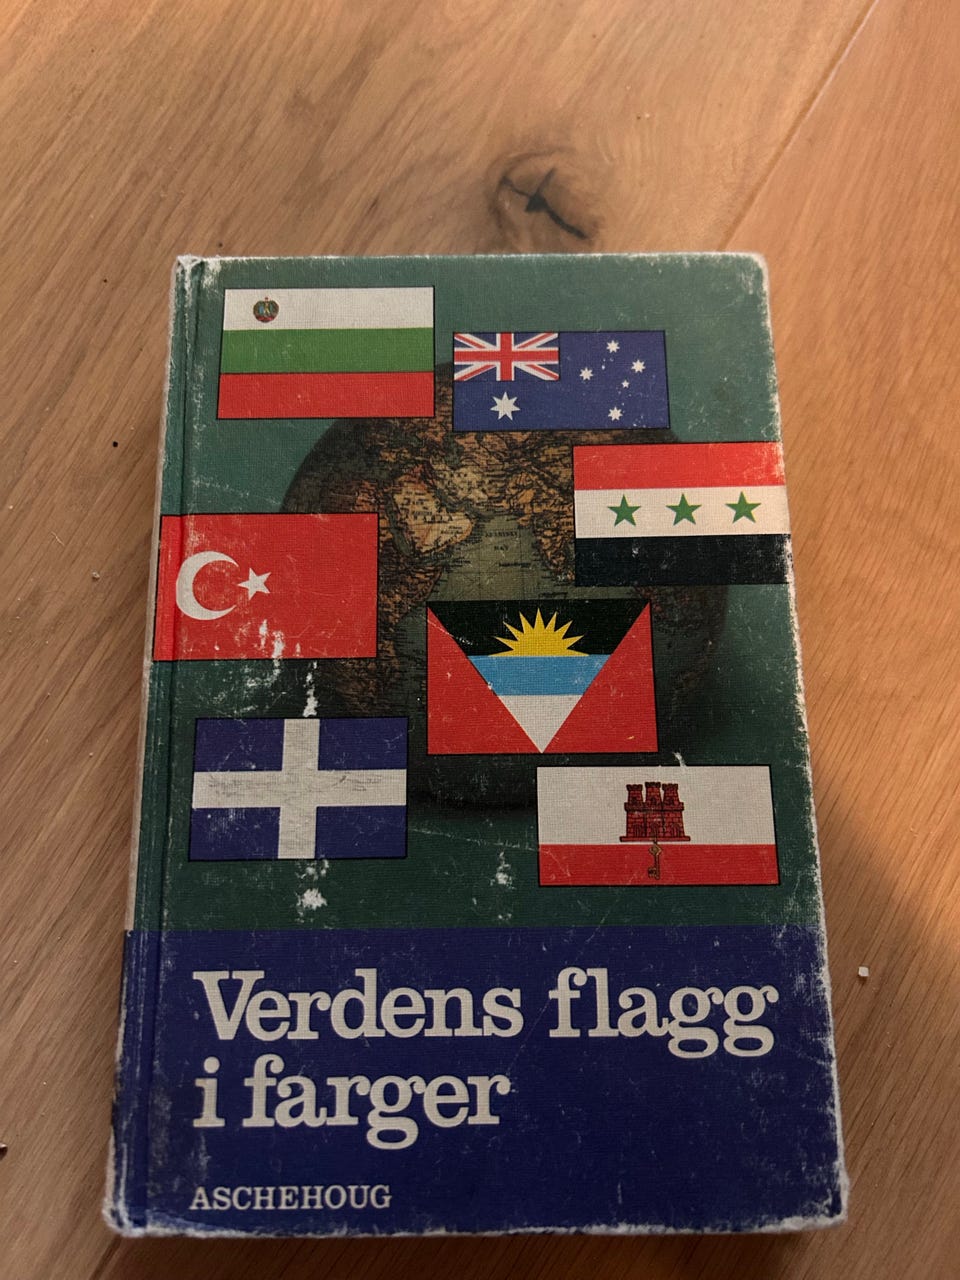 Verdens flagg
i farger
ASCHEHOUG